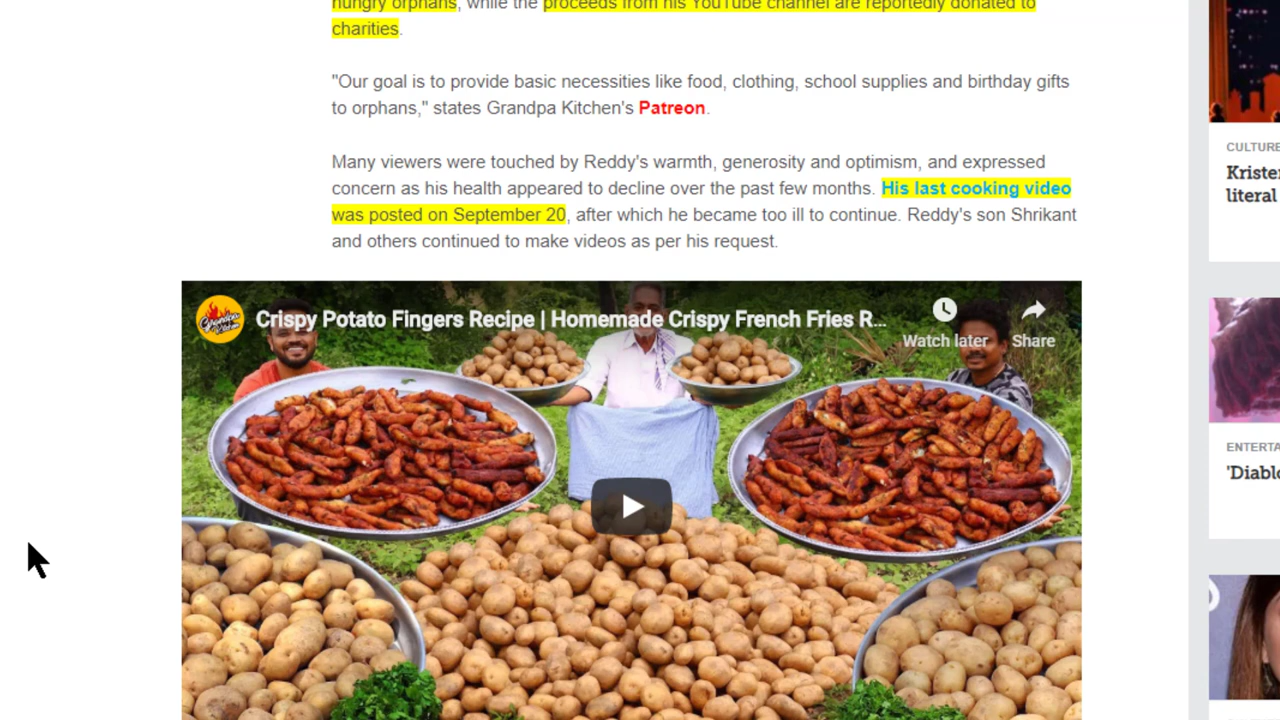 hungry orphans, while the proceeds from his YouTube channel are reportedly donated to
charities.
"Our goal is to provide basic necessities like food, clothing, school supplies and birthday gifts
to orphans," states Grandpa Kitchen's Patreon.
Many viewers were touched by Reddy's warmth, generosity and optimism, and expressed
concern as his health appeared to decline over the past few months. His last cooking video
was posted on September 20, after which he became too ill to continue. Reddy's son Shrikant
and others continued to make videos as per his request.
Grandpa Kitchen
Crispy Potato Fingers Recipe | Homemade Crispy French Fries R...
Watch later
Share
CULTURE
literal